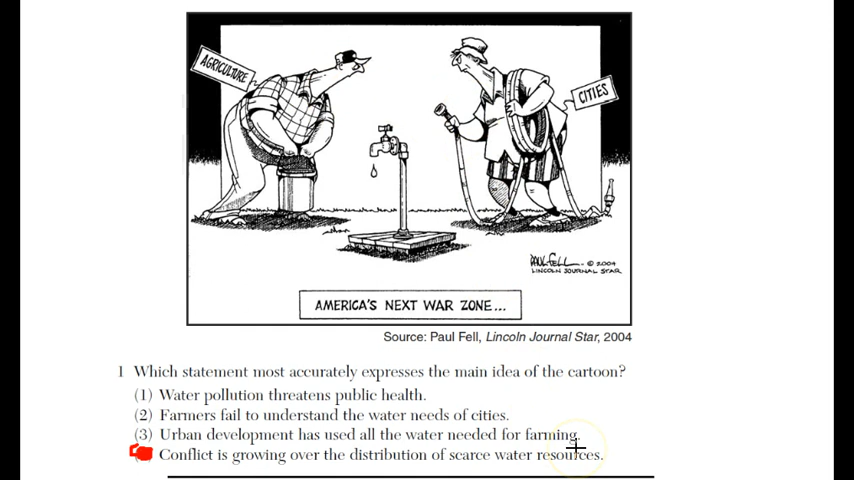 AGRICULTURE
CITIES
PAUL FELL © 2004
LINCOLN JOURNAL STAR
AMERICA'S NEXT WAR ZONE...
Source: Paul Fell, Lincoln Journal Star, 2004
1 Which statement most accurately expresses the main idea of the cartoon?
(1) Water pollution threatens public health.
(2) Farmers fail to understand the water needs of cities.
(3) Urban development has used all the water needed for farming.
Conflict is growing over the distribution of scarce water resources.